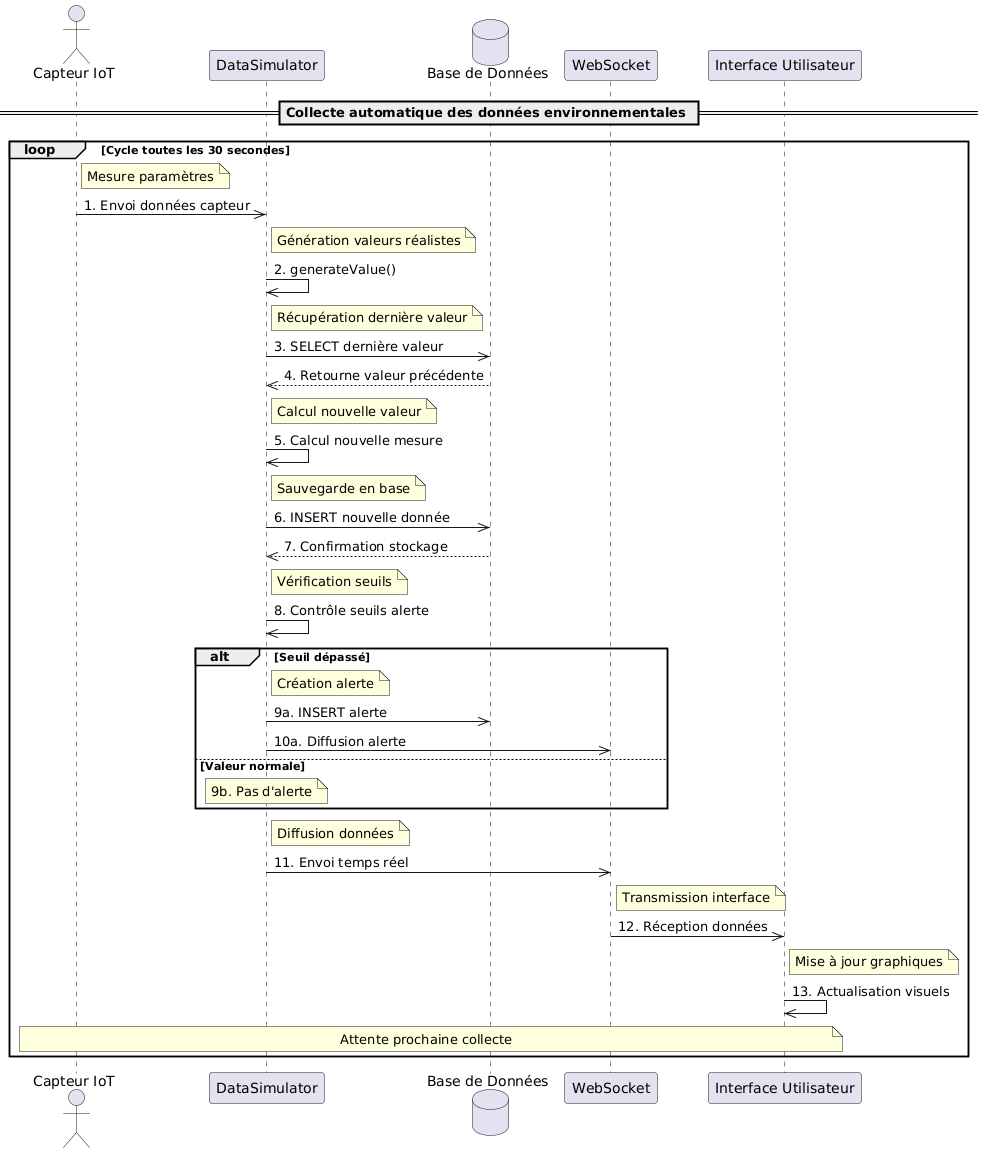 Capteur IoT
DataSimulator
Base de Données
WebSocket
Interface Utilisateur
Collecte automatique des données environnementales
loop [Cycle toutes les 30 secondes]
Mesure paramètres
1. Envoi données capteur
Génération valeurs réalistes
2. generateValue()
Récupération dernière valeur
3. SELECT dernière valeur
4. Retourne valeur précédente
Calcul nouvelle valeur
5. Calcul nouvelle mesure
Sauvegarde en base
6. INSERT nouvelle donnée
7. Confirmation stockage
Vérification seuils
8. Contrôle seuils alerte
alt [Seuil dépassé]
Création alerte
9a. INSERT alerte
10a. Diffusion alerte
[Valeur normale]
9b. Pas d'alerte
Diffusion données
11. Envoi temps réel
Transmission interface
12. Réception données
Mise à jour graphiques
13. Actualisation visuels
Attente prochaine collecte
Capteur IoT
DataSimulator
Base de Données
WebSocket
Interface Utilisateur